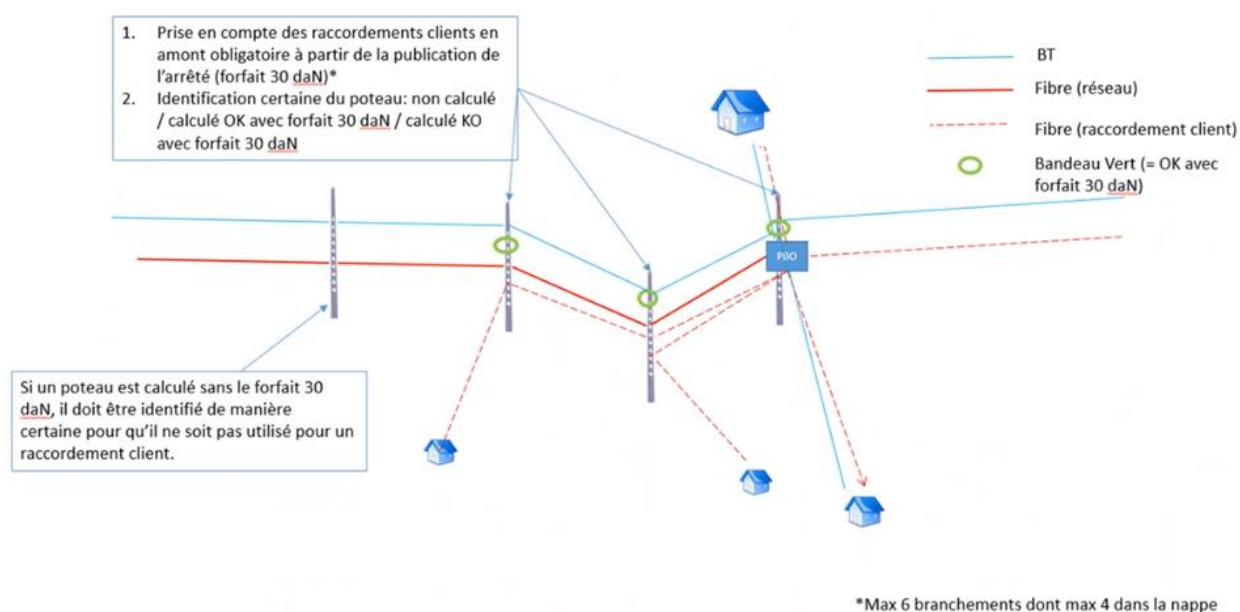 1. Prise en compte des raccordements clients en
amont obligatoire à partir de la publication de
l'arrêté (forfait 30 daN)*
2. Identification certaine du poteau: non calculé
/ calculé OK avec forfait 30 daN / calculé KO
avec forfait 30 daN
BT
Fibre (réseau)
Fibre (raccordement client)
Bandeau Vert (= OK avec
forfait 30 daN)
Si un poteau est calculé sans le forfait 30
daN, il doit être identifié de manière
certaine pour qu'il ne soit pas utilisé pour un
raccordement client.
*Max 6 branchements dont max 4 dans la nappe